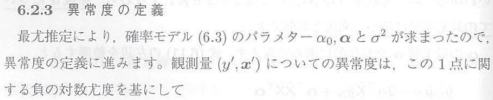 6.2.3 異常度の定義
最尤推定により，確率モデル (6.3) のパラメター α₀, α と σ² が求まったので，
異常度の定義に進みます。観測量 (y′, x′) についての異常度は，この 1 点に関
する負の対数尤度を基にして